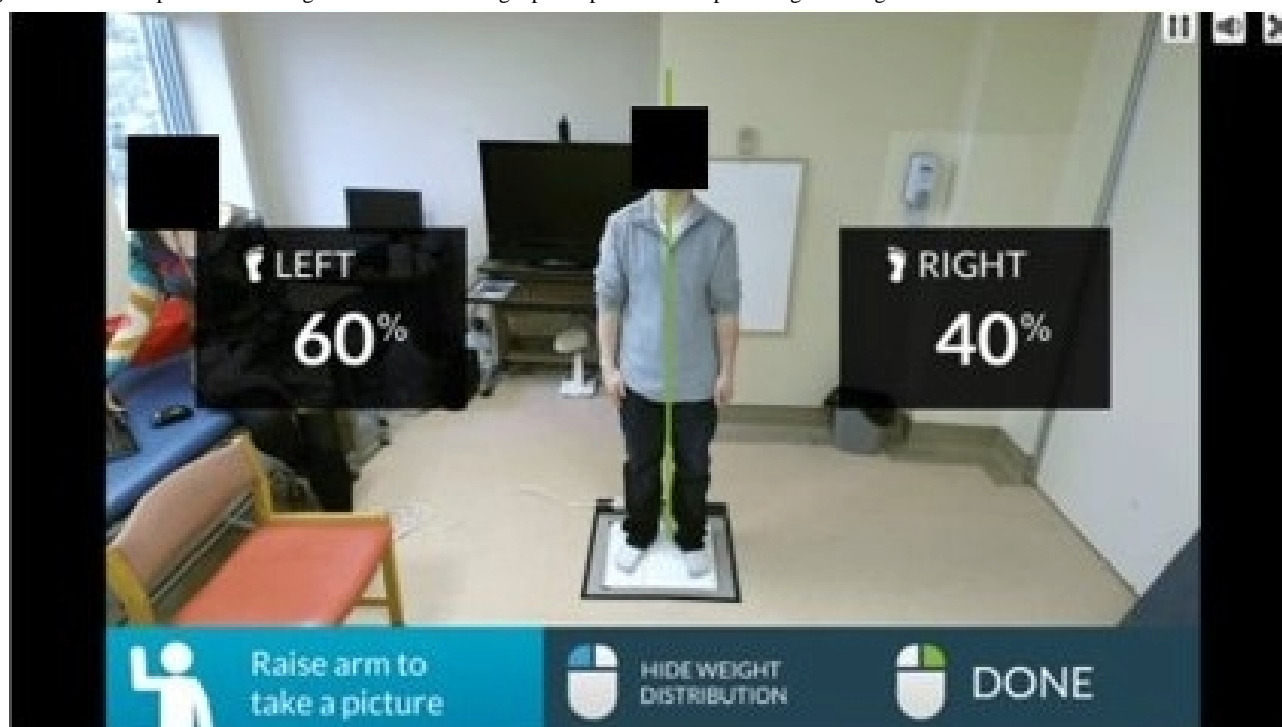 LEFT
60%
RIGHT
40%
Raise arm to
take a picture
HIDE WEIGHT
DISTRIBUTION
DONE